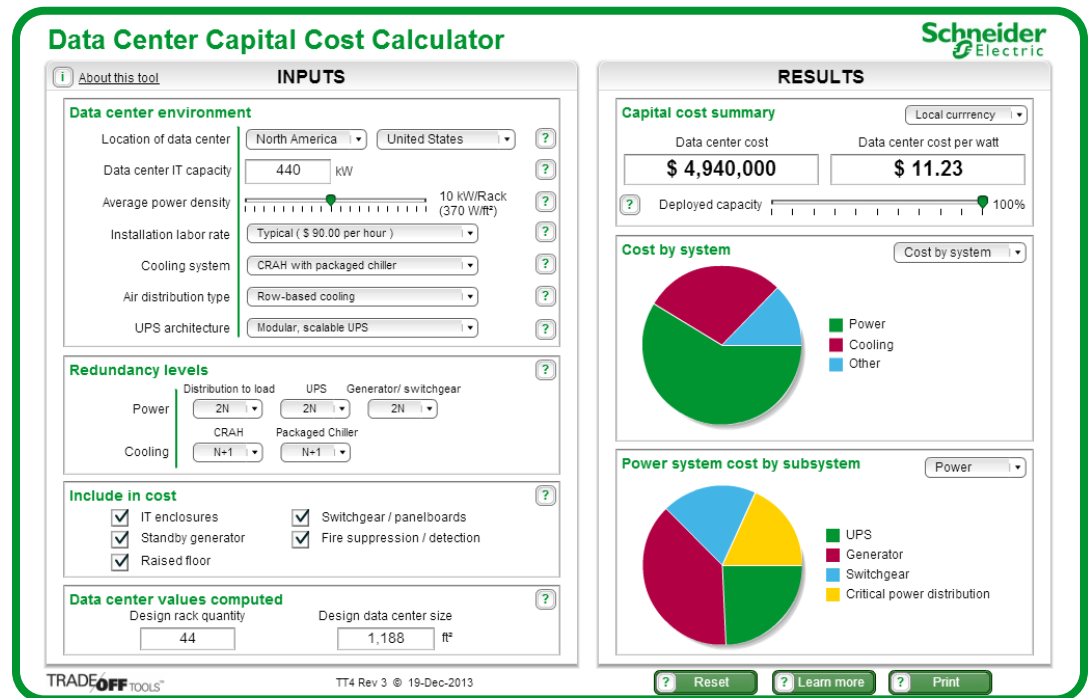 Data Center Capital Cost Calculator
Schneider
Electric
i About this tool
INPUTS
Data center environment
Location of data center North America United States ?
Data center IT capacity 440 kW ?
Average power density 10 kW/Rack
(370 W/ft²) ?
Installation labor rate Typical ( $ 90.00 per hour ) ?
Cooling system CRAH with packaged chiller ?
Air distribution type Row-based cooling ?
UPS architecture Modular, scalable UPS ?
Redundancy levels ?
Distribution to load UPS Generator/ switchgear
Power 2N 2N 2N
CRAH Packaged Chiller
Cooling N+1 N+1
Include in cost ?
IT enclosures Switchgear / panelboards
Standby generator Fire suppression / detection
Raised floor
Data center values computed ?
Design rack quantity Design data center size
44 1,188 ft²
RESULTS
Capital cost summary Local currrency
Data center cost Data center cost per watt
$ 4,940,000 $ 11.23
? Deployed capacity 100%
Cost by system Cost by system
Power
Cooling
Other
Power system cost by subsystem Power
UPS
Generator
Switchgear
Critical power distribution
TRADEOFF TOOLS™
TT4 Rev 3 © 19-Dec-2013
? Reset ? Learn more ? Print